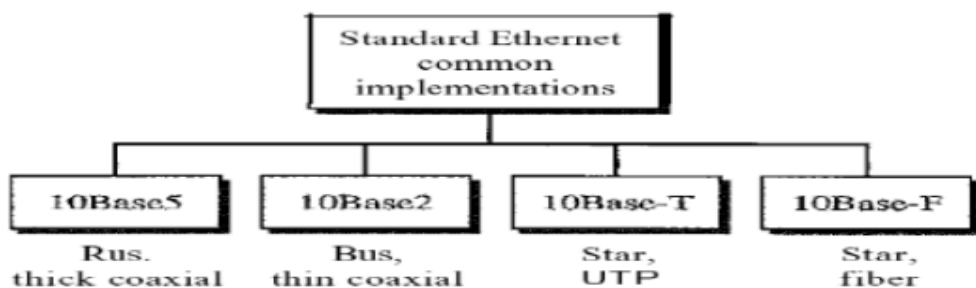 Standard Ethernet
common
implementations
10Base5
10Base2
10Base-T
10Base-F
Rus.
thick coaxial
Bus,
thin coaxial
Star,
UTP
Star,
fiber